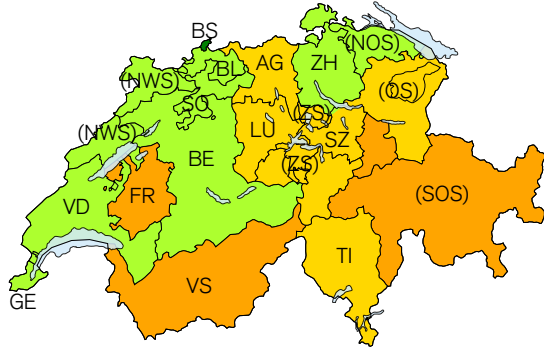 BS
(NOS)
BL
AG
ZH
(NWS)
(OS)
SO
(ZS)
(NWS)
LU
SZ
BE
(ZS)
FR
(SOS)
VD
TI
VS
GE